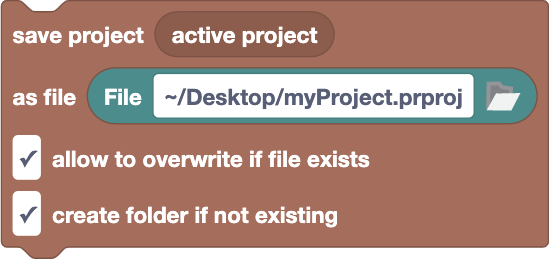 save project active project
as file File ~/Desktop/myProject.prproj
allow to overwrite if file exists
create folder if not existing